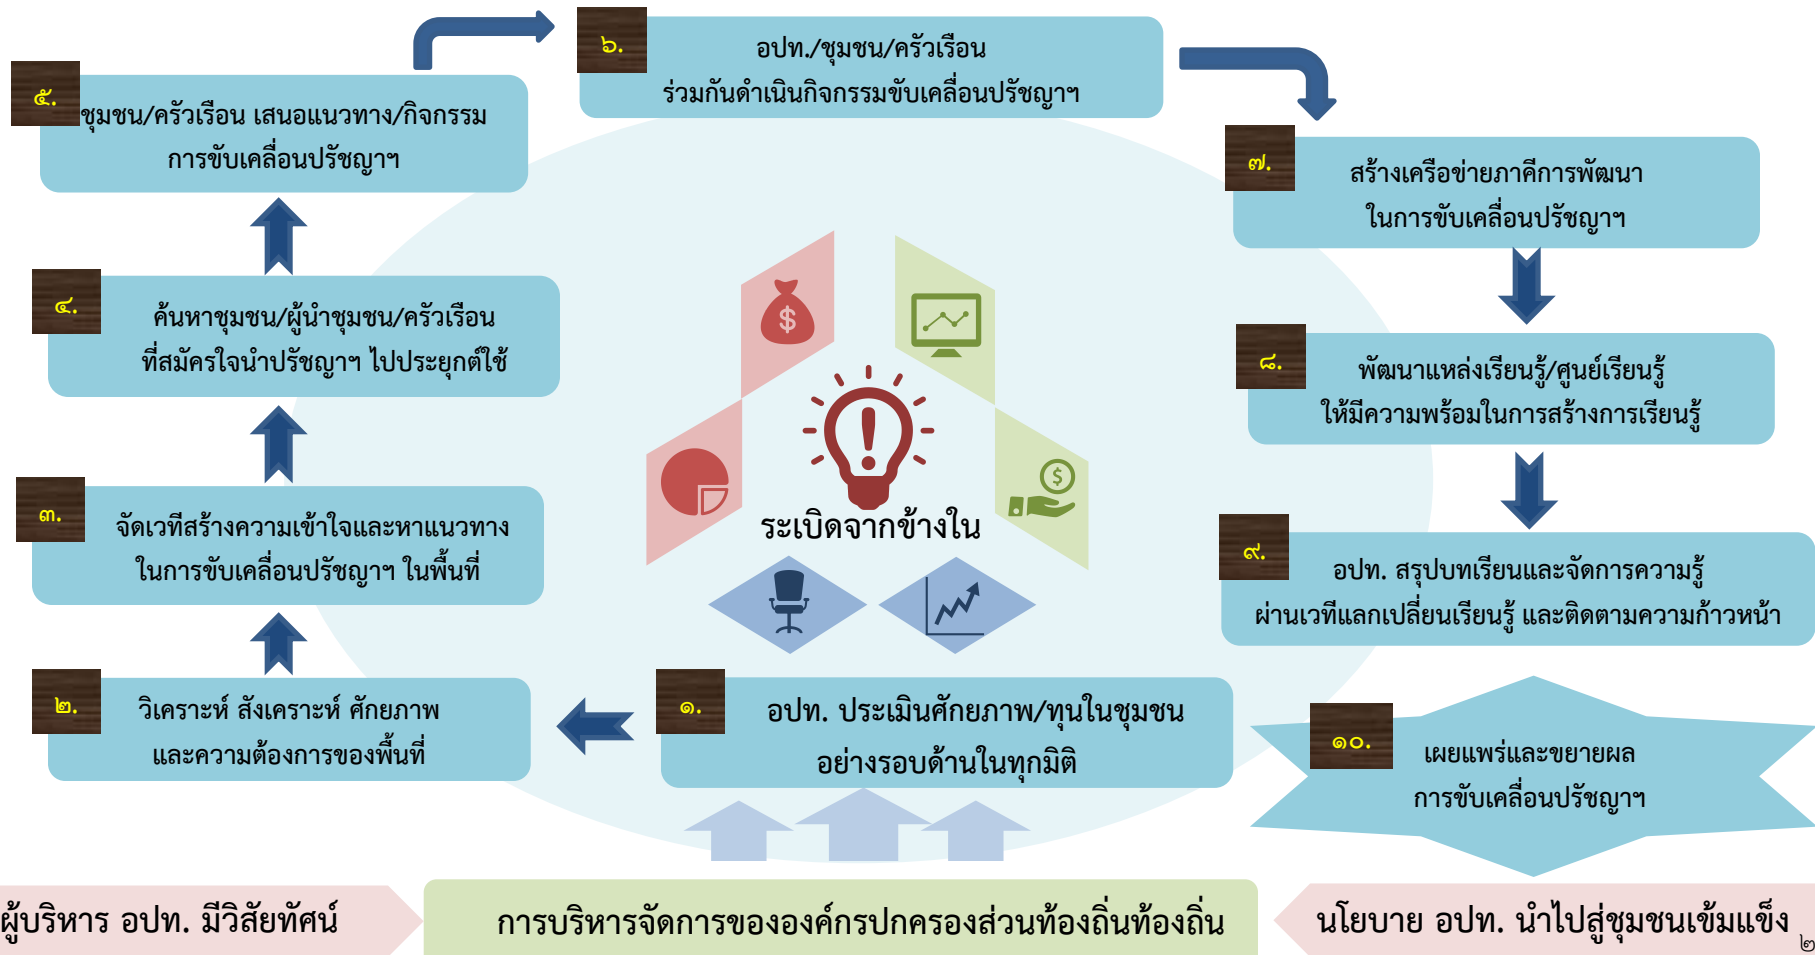 ๖.
อปท./ชุมชน/ครัวเรือน
ร่วมกันดำเนินกิจกรรมขับเคลื่อนปรัชญาฯ
๕.
ชุมชน/ครัวเรือน เสนอแนวทาง/กิจกรรม
การขับเคลื่อนปรัชญาฯ
๗.
สร้างเครือข่ายภาคีการพัฒนา
ในการขับเคลื่อนปรัชญาฯ
๔.
ค้นหาชุมชน/ผู้นำชุมชน/ครัวเรือน
ที่สมัครใจนำปรัชญาฯ ไปประยุกต์ใช้
๘.
พัฒนาแหล่งเรียนรู้/ศูนย์เรียนรู้
ให้มีความพร้อมในการสร้างการเรียนรู้
๓.
จัดเวทีสร้างความเข้าใจและหาแนวทาง
ในการขับเคลื่อนปรัชญาฯ ในพื้นที่
ระเบิดจากข้างใน
๙.
อปท. สรุปบทเรียนและจัดการความรู้
ผ่านเวทีแลกเปลี่ยนเรียนรู้ และติดตามความก้าวหน้า
๒.
วิเคราะห์ สังเคราะห์ ศักยภาพ
และความต้องการของพื้นที่
๑.
อปท. ประเมินศักยภาพ/ทุนในชุมชน
อย่างรอบด้านในทุกมิติ
๑๐.
เผยแพร่และขยายผล
การขับเคลื่อนปรัชญาฯ
ผู้บริหาร อปท. มีวิสัยทัศน์
การบริหารจัดการขององค์กรปกครองส่วนท้องถิ่นท้องถิ่น
นโยบาย อปท. นำไปสู่ชุมชนเข้มแข็ง
๒